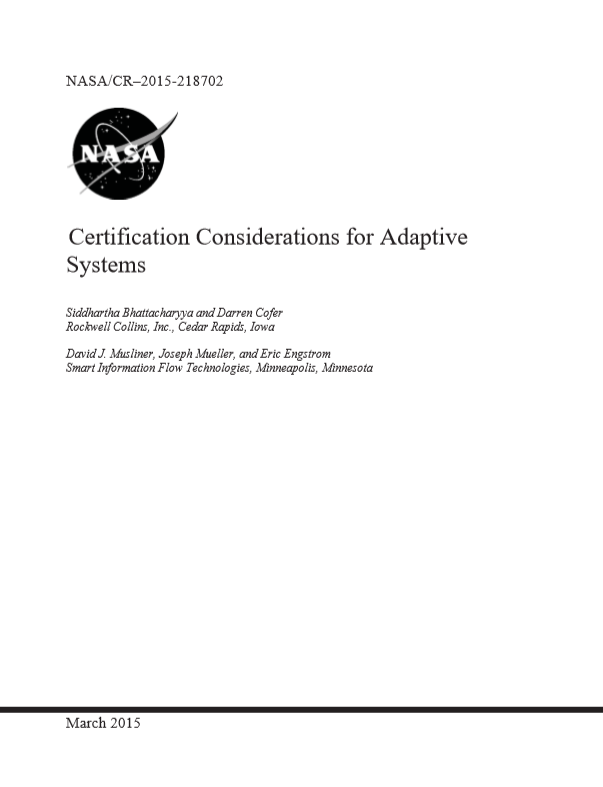 NASA/CR–2015-218702
NASA
Certification Considerations for Adaptive
Systems
Siddhartha Bhattacharyya and Darren Cofer
Rockwell Collins, Inc., Cedar Rapids, Iowa
David J. Musliner, Joseph Mueller, and Eric Engstrom
Smart Information Flow Technologies, Minneapolis, Minnesota
March 2015